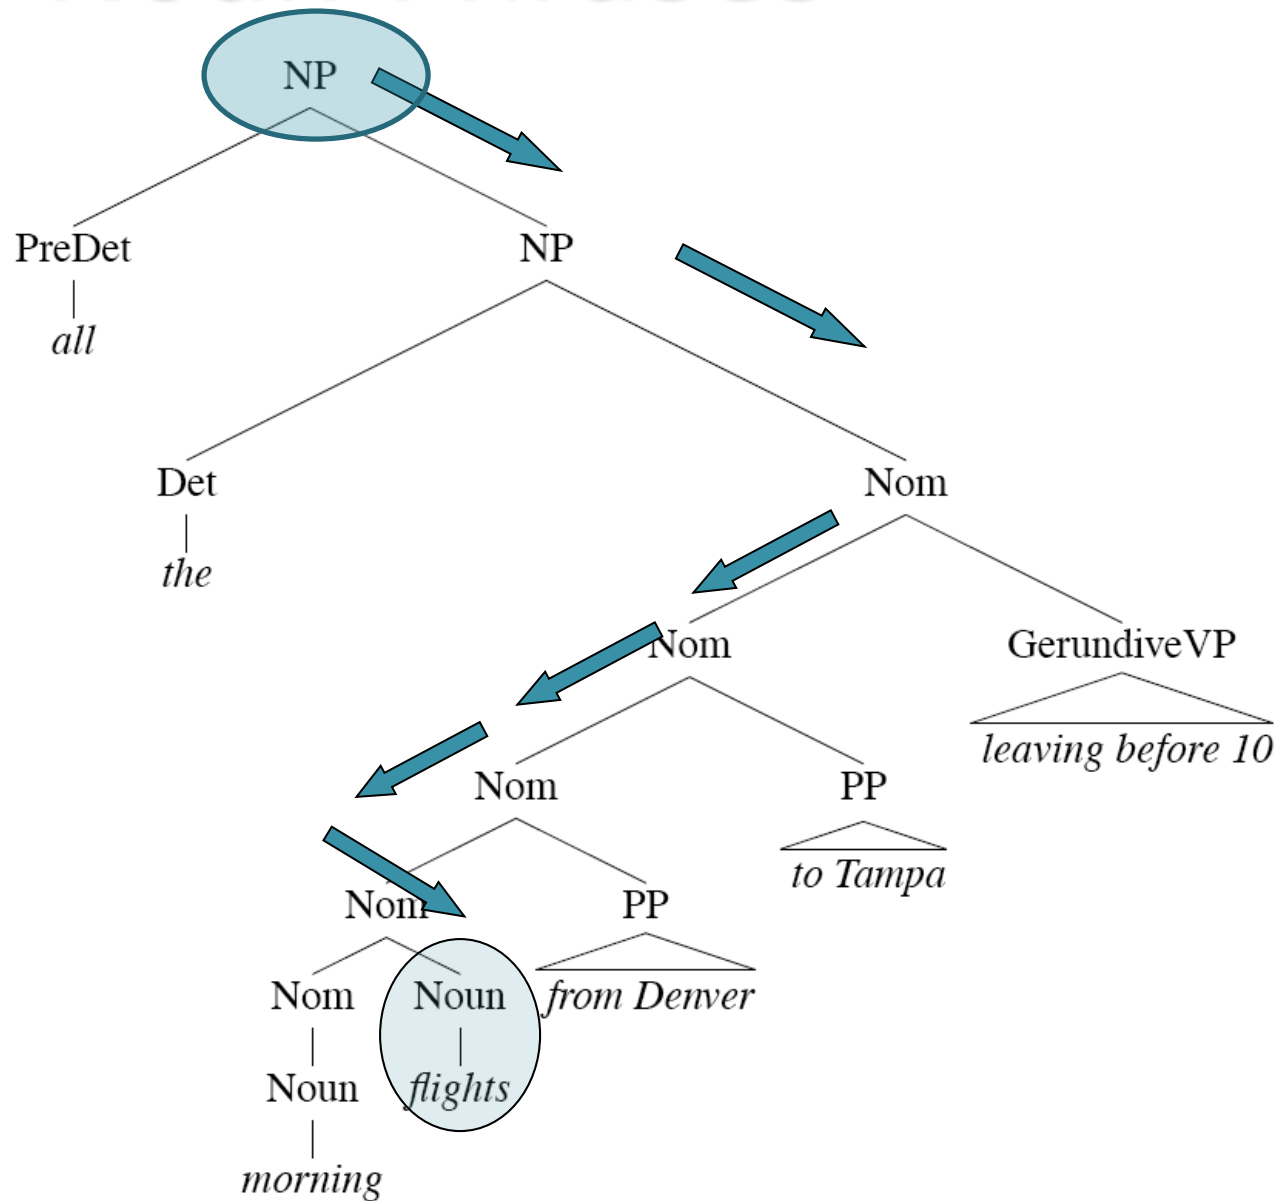 NP
PreDet NP
all
Det Nom
the
Nom GerundiveVP
leaving before 10
Nom PP
to Tampa
Nom PP
Nom Noun from Denver
Noun flights
morning